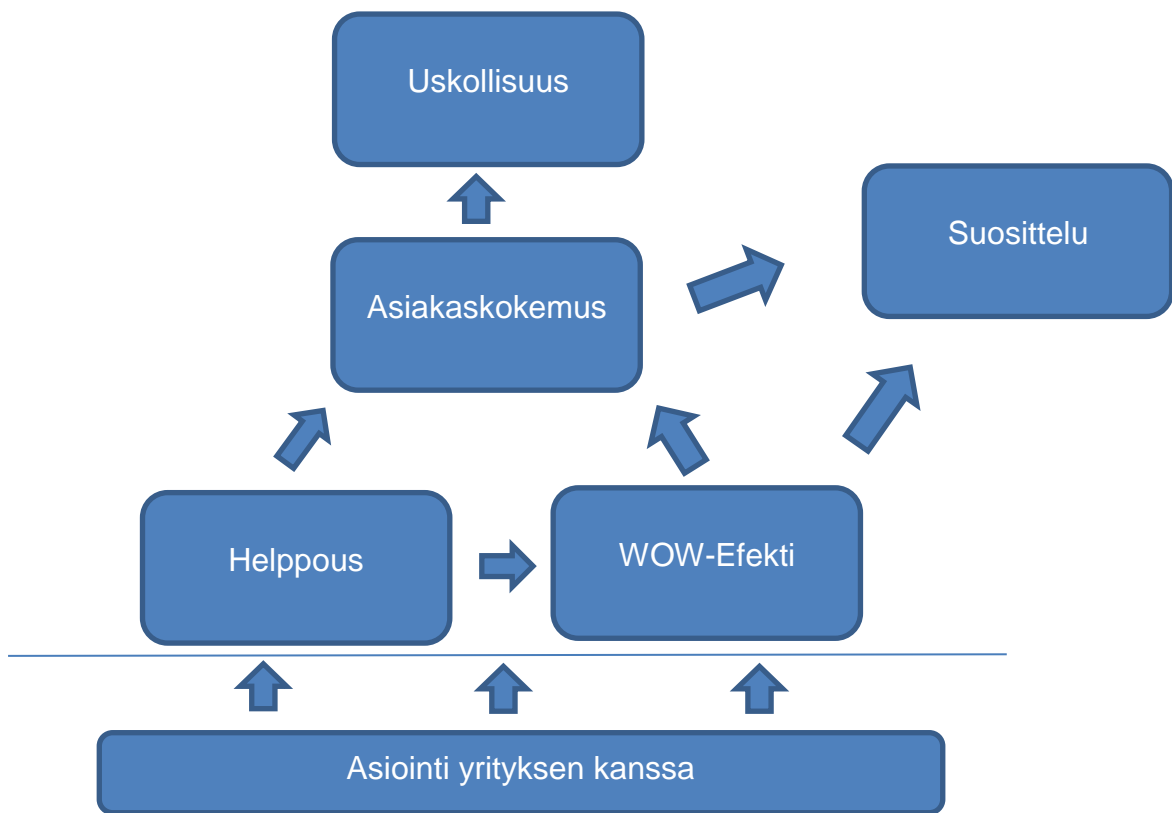 Uskollisuus
Suosittelu
Asiakaskokemus
Helppous
WOW-Efekti
Asiointi yrityksen kanssa